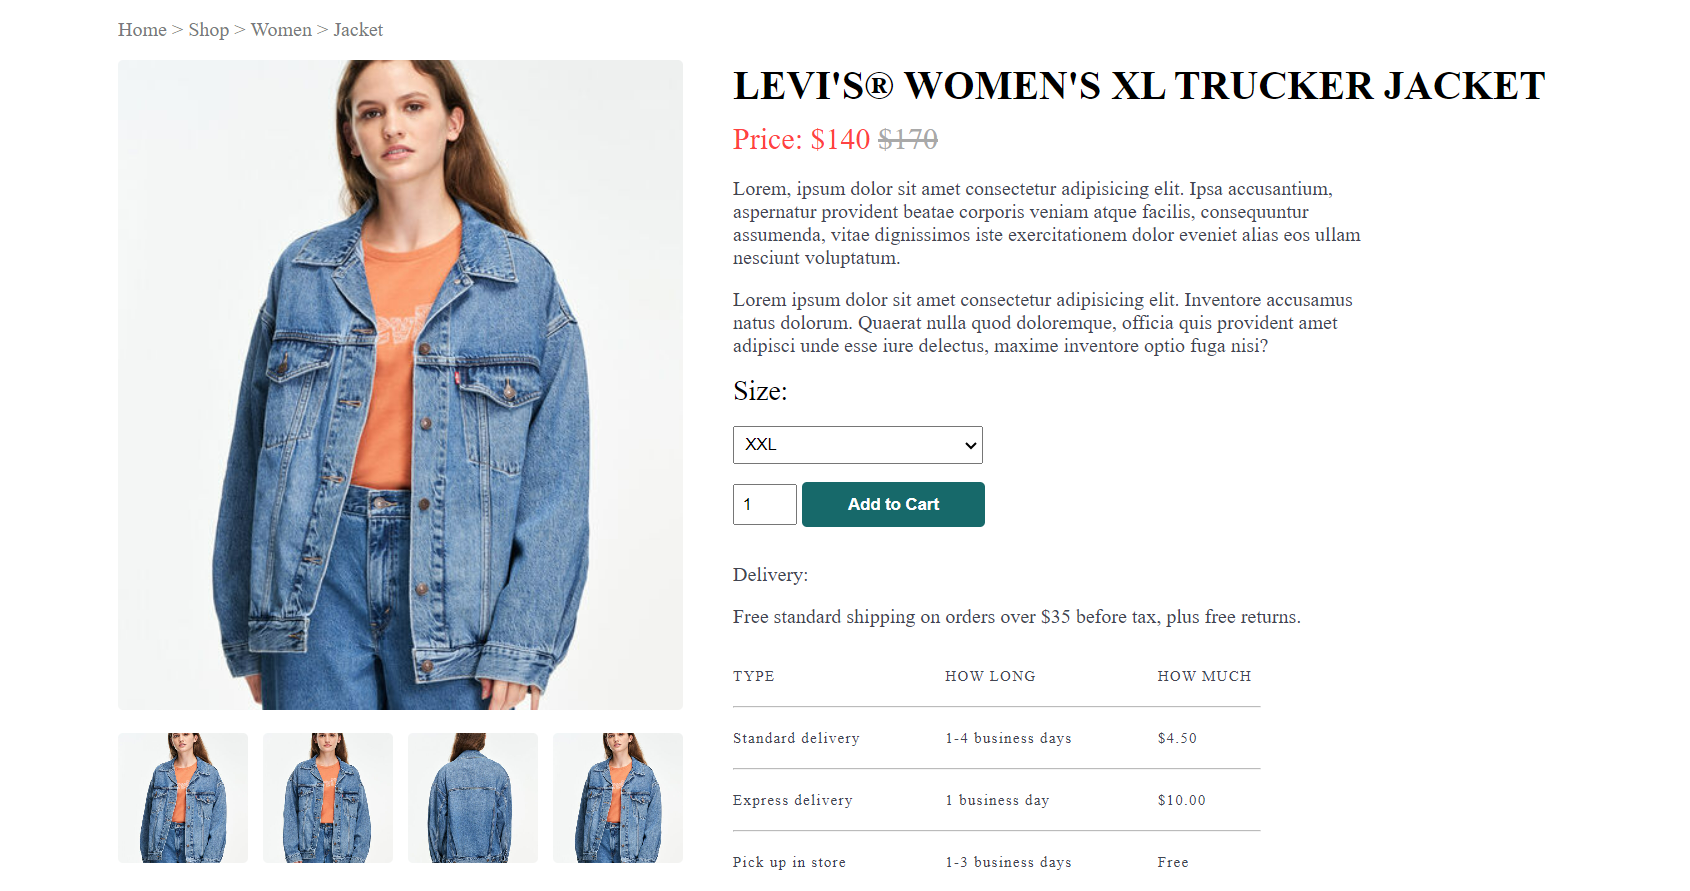 Home > Shop > Women > Jacket
LEVI'S® WOMEN'S XL TRUCKER JACKET
Price: $140 $170
Lorem, ipsum dolor sit amet consectetur adipisicing elit. Ipsa accusantium,
aspernatur provident beatae corporis veniam atque facilis, consequuntur
assumenda, vitae dignissimos iste exercitationem dolor eveniet alias eos ullam
nesciunt voluptatum.
Lorem ipsum dolor sit amet consectetur adipisicing elit. Inventore accusamus
natus dolorum. Quaerat nulla quod doloremque, officia quis provident amet
adipisci unde esse iure delectus, maxime inventore optio fuga nisi?
Size:
XXL
1 Add to Cart
Delivery:
Free standard shipping on orders over $35 before tax, plus free returns.
TYPE HOW LONG HOW MUCH
Standard delivery 1-4 business days $4.50
Express delivery 1 business day $10.00
Pick up in store 1-3 business days Free